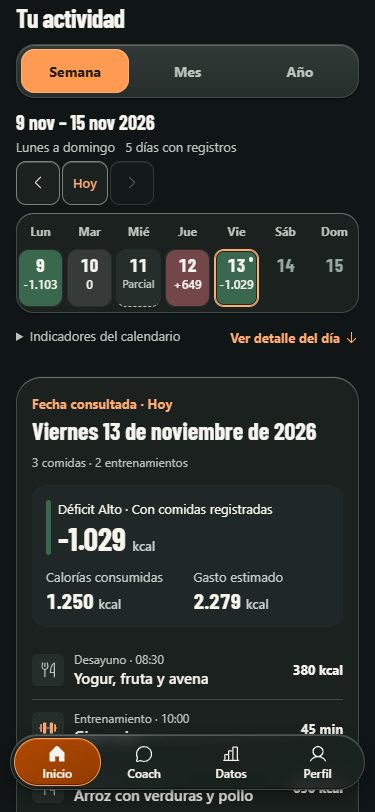 Tu actividad
Semana Mes Año
9 nov – 15 nov 2026
Lunes a domingo 5 días con registros
Hoy
Lun Mar Mié Jue Vie Sáb Dom
9 10 11 12 13 14 15
-1.103 0 Parcial +649 -1.029
Indicadores del calendario Ver detalle del día ↓
Fecha consultada · Hoy
Viernes 13 de noviembre de 2026
3 comidas · 2 entrenamientos
Déficit Alto · Con comidas registradas
-1.029 kcal
Calorías consumidas Gasto estimado
1.250 kcal 2.279 kcal
Desayuno · 08:30
Yogur, fruta y avena 380 kcal
Entrenamiento · 10:00
45 min
Inicio Coach Datos Perfil
Arroz con verduras y pollo